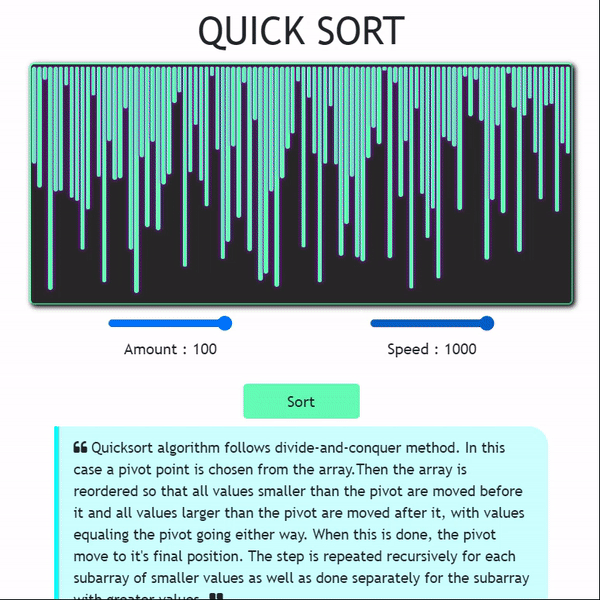 QUICK SORT
Amount : 100
Speed : 1000
Sort
❝ Quicksort algorithm follows divide-and-conquer method. In this
case a pivot point is chosen from the array.Then the array is
reordered so that all values smaller than the pivot are moved before
it and all values larger than the pivot are moved after it, with values
equaling the pivot going either way. When this is done, the pivot
move to it's final position. The step is repeated recursively for each
subarray of smaller values as well as done separately for the subarray
with greater values. ❞